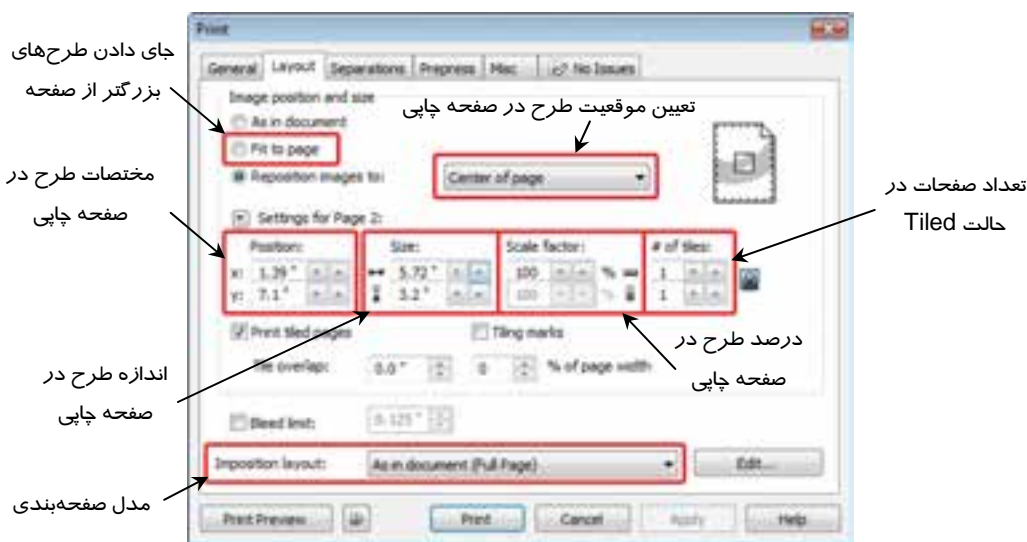 Print
General Layout Separations Prepress Misc No Issues
جای دادن طرح‌های
بزرگتر از صفحه
Image position and size
As in document
تعیین موقعیت طرح در صفحه چاپی
Fit to page
Reposition images to: Center of page
مختصات طرح در
صفحه چاپی
تعداد صفحات در
حالت Tiled
Settings for Page 2:
Position: Size: Scale factor: # of tiles:
x: 1.39 " 5.72 " 100 % 1
y: 7.1 " 3.2 " 100 % 1
Print tiled pages Tiling marks
درصد طرح در
صفحه چاپی
Tile overlap: 0.0 " 0 % of page width
اندازه طرح در
صفحه چاپی
Bleed limit: 0.125 "
Imposition layout: As in document (Full Page) Edit...
مدل صفحه‌بندی
Print Preview Print Cancel Apply Help